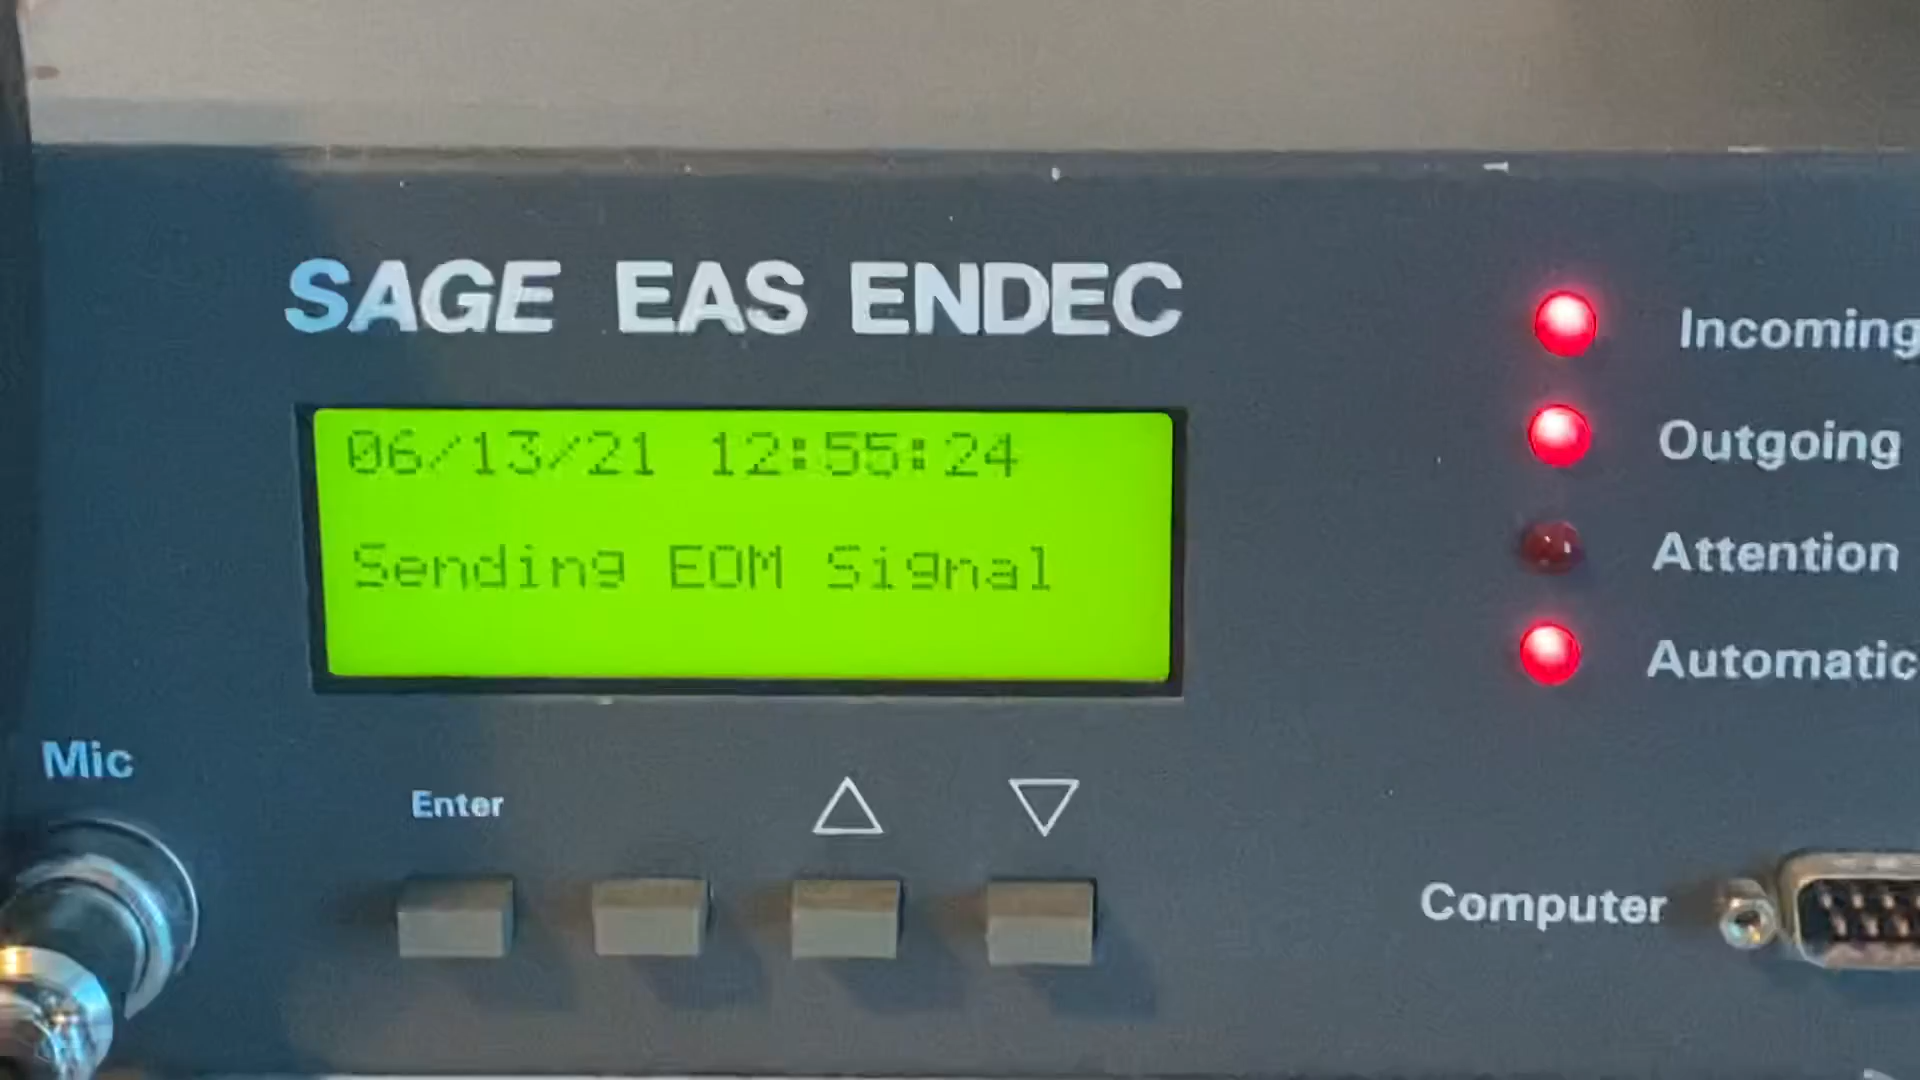 SAGE EAS ENDEC
06/13/21 12:55:24
Sending EOM Signal
Incoming
Outgoing
Attention
Automatic
Mic
Enter
Computer